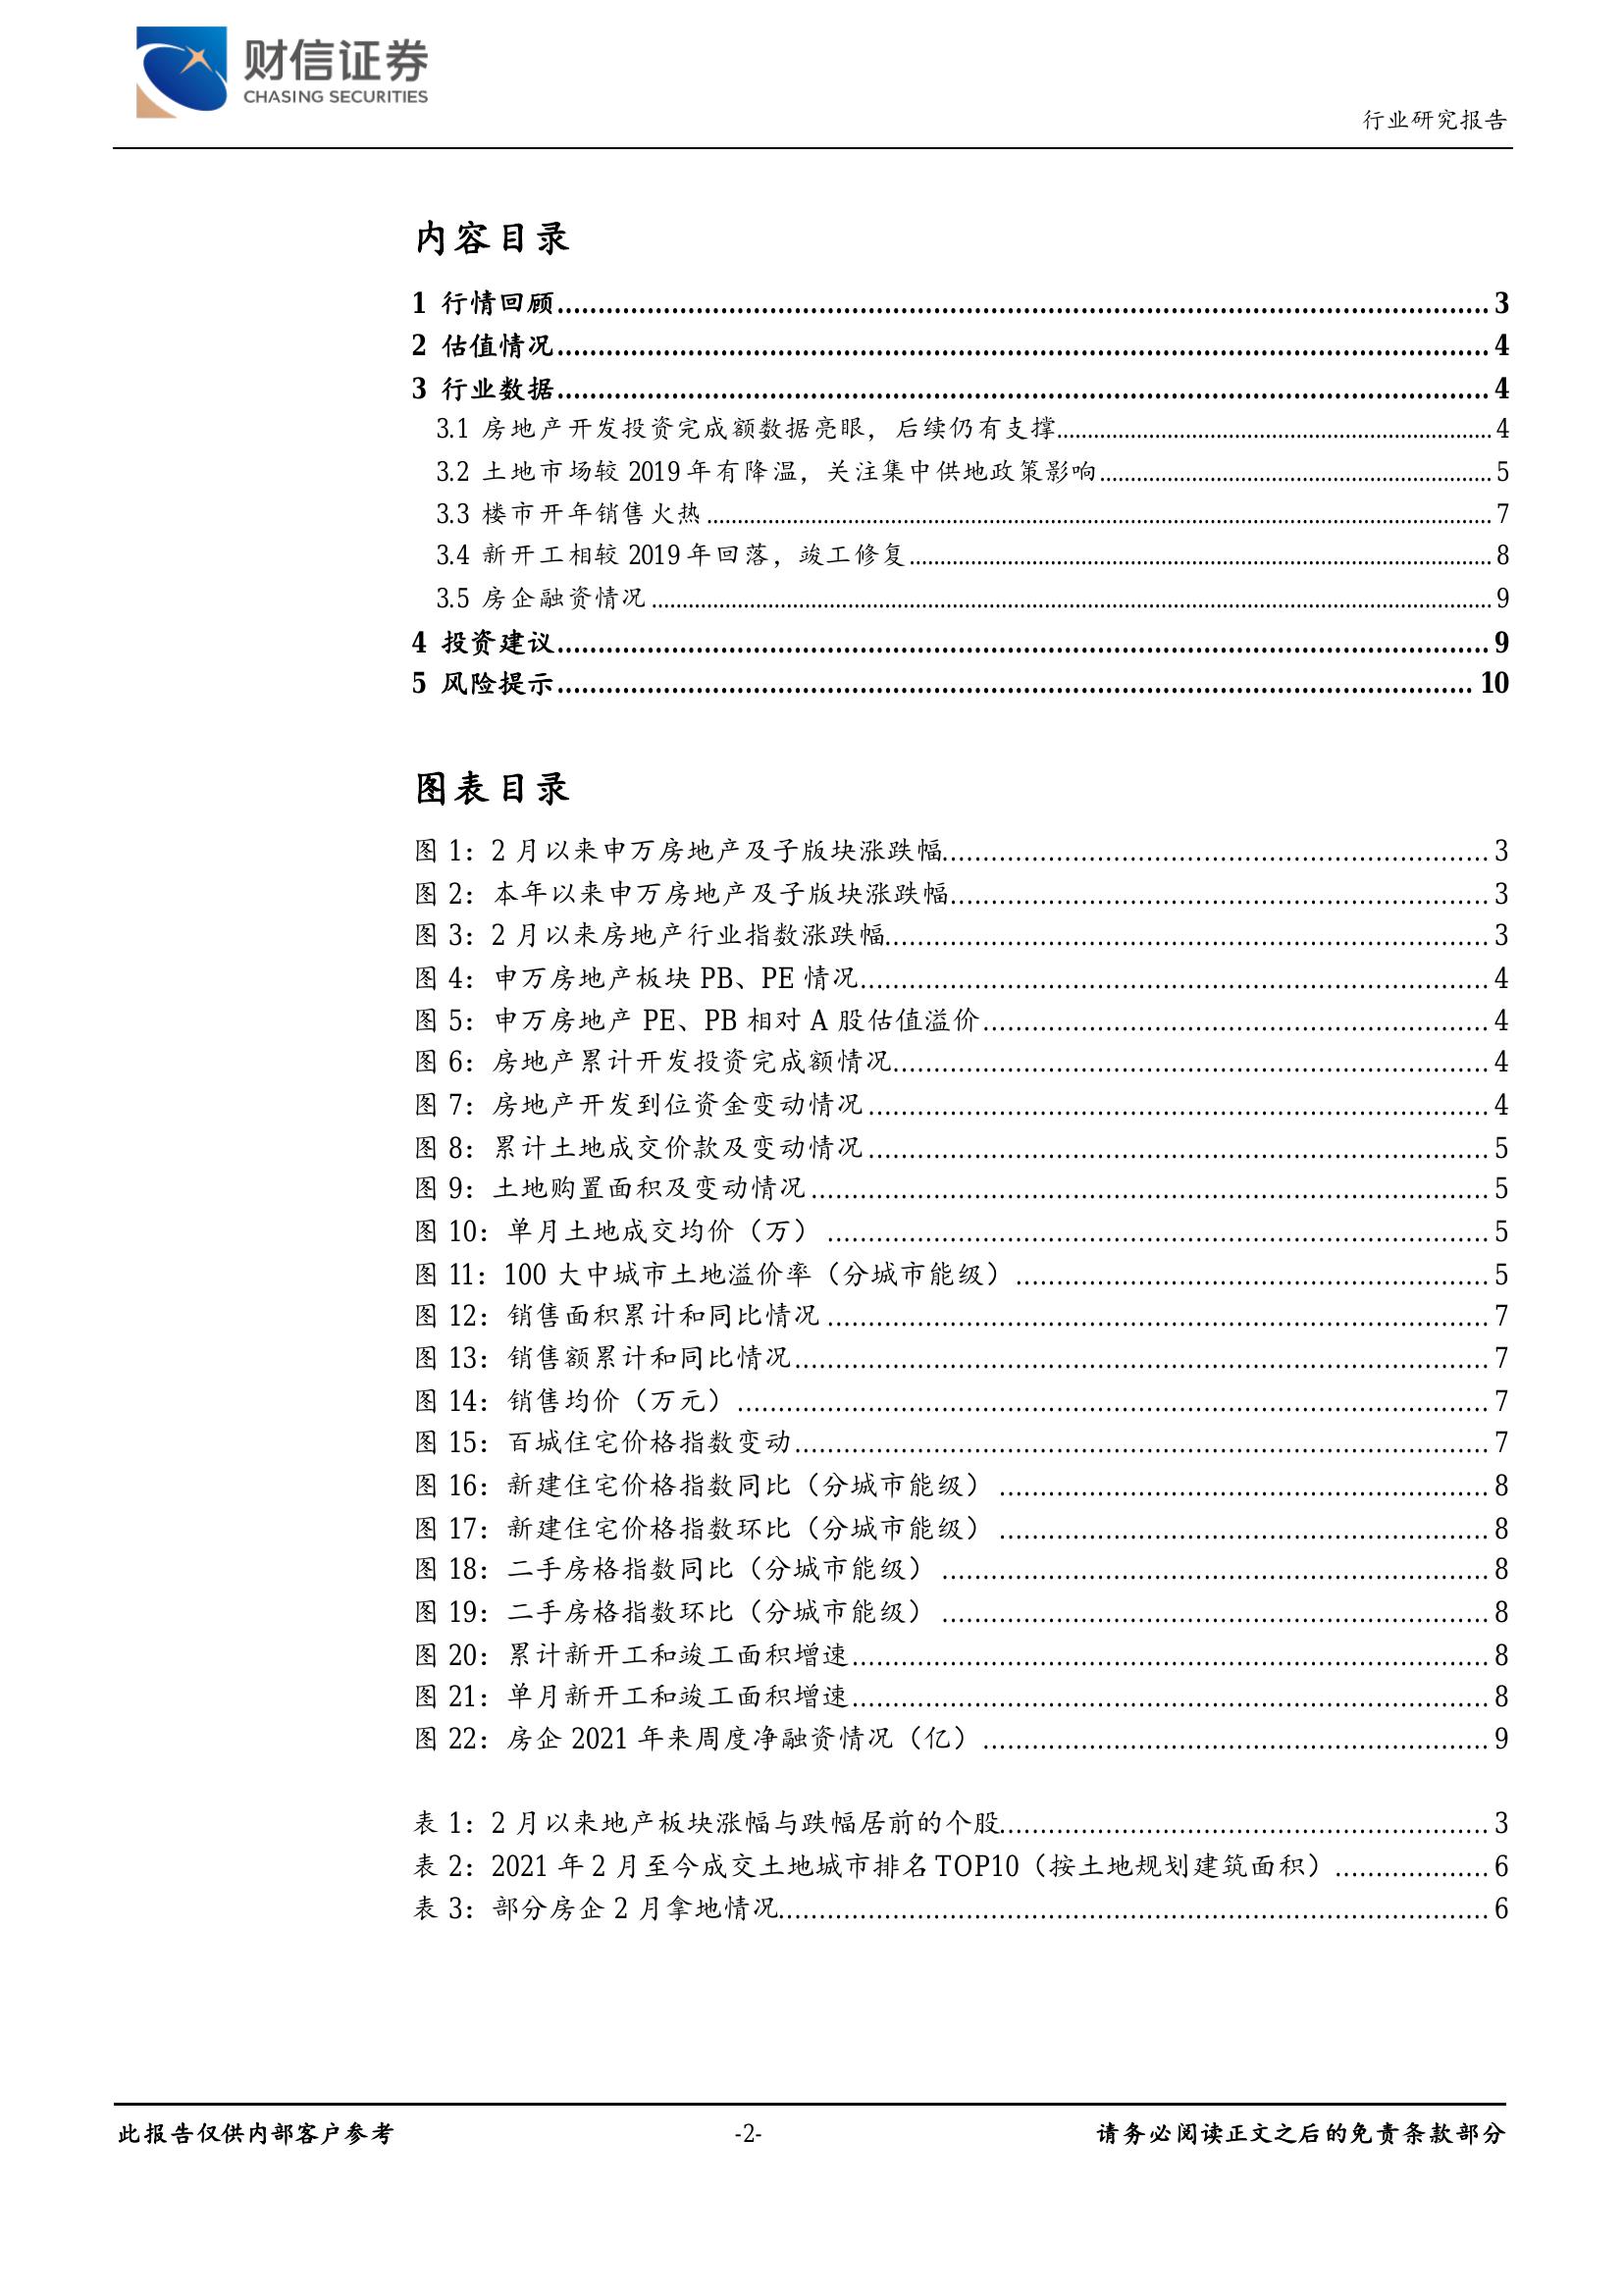 财信证券
CHASING SECURITIES
行业研究报告
内容目录
1 行情回顾........................................ 3
2 估值情况........................................ 4
3 行业数据........................................ 4
3.1 房地产开发投资完成额数据亮眼，后续仍有支撑........................................ 4
3.2 土地市场较 2019 年有降温，关注集中供地政策影响........................................ 5
3.3 楼市开年销售火热........................................ 7
3.4 新开工相较 2019 年回落，竣工修复........................................ 8
3.5 房企融资情况........................................ 9
4 投资建议........................................ 9
5 风险提示........................................ 10
图表目录
图 1：2 月以来申万房地产及子版块涨跌幅........................................ 3
图 2：本年以来申万房地产及子版块涨跌幅........................................ 3
图 3：2 月以来房地产行业指数涨跌幅........................................ 3
图 4：申万房地产板块 PB、PE 情况........................................ 4
图 5：申万房地产 PE、PB 相对 A 股估值溢价........................................ 4
图 6：房地产累计开发投资完成额情况........................................ 4
图 7：房地产开发到位资金变动情况........................................ 4
图 8：累计土地成交价款及变动情况........................................ 5
图 9：土地购置面积及变动情况........................................ 5
图 10：单月土地成交均价（万）........................................ 5
图 11：100 大中城市土地溢价率（分城市能级）........................................ 5
图 12：销售面积累计和同比情况........................................ 7
图 13：销售额累计和同比情况........................................ 7
图 14：销售均价（万元）........................................ 7
图 15：百城住宅价格指数变动........................................ 7
图 16：新建住宅价格指数同比（分城市能级）........................................ 8
图 17：新建住宅价格指数环比（分城市能级）........................................ 8
图 18：二手房格指数同比（分城市能级）........................................ 8
图 19：二手房格指数环比（分城市能级）........................................ 8
图 20：累计新开工和竣工面积增速........................................ 8
图 21：单月新开工和竣工面积增速........................................ 8
图 22：房企 2021 年来周度净融资情况（亿）........................................ 9
表 1：2 月以来地产板块涨幅与跌幅居前的个股........................................ 3
表 2：2021 年 2 月至今成交土地城市排名 TOP10（按土地规划建筑面积）........................................ 6
表 3：部分房企 2 月拿地情况........................................ 6
此报告仅供内部客户参考
-2-
请务必阅读正文之后的免责条款部分